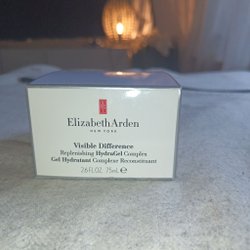 Elizabeth Arden
NEW YORK
Visible Difference
Replenishing HydraGel Complex
Gel Hydratant Complexe Reconstituant
2.6 FL.OZ. 75mL ℮